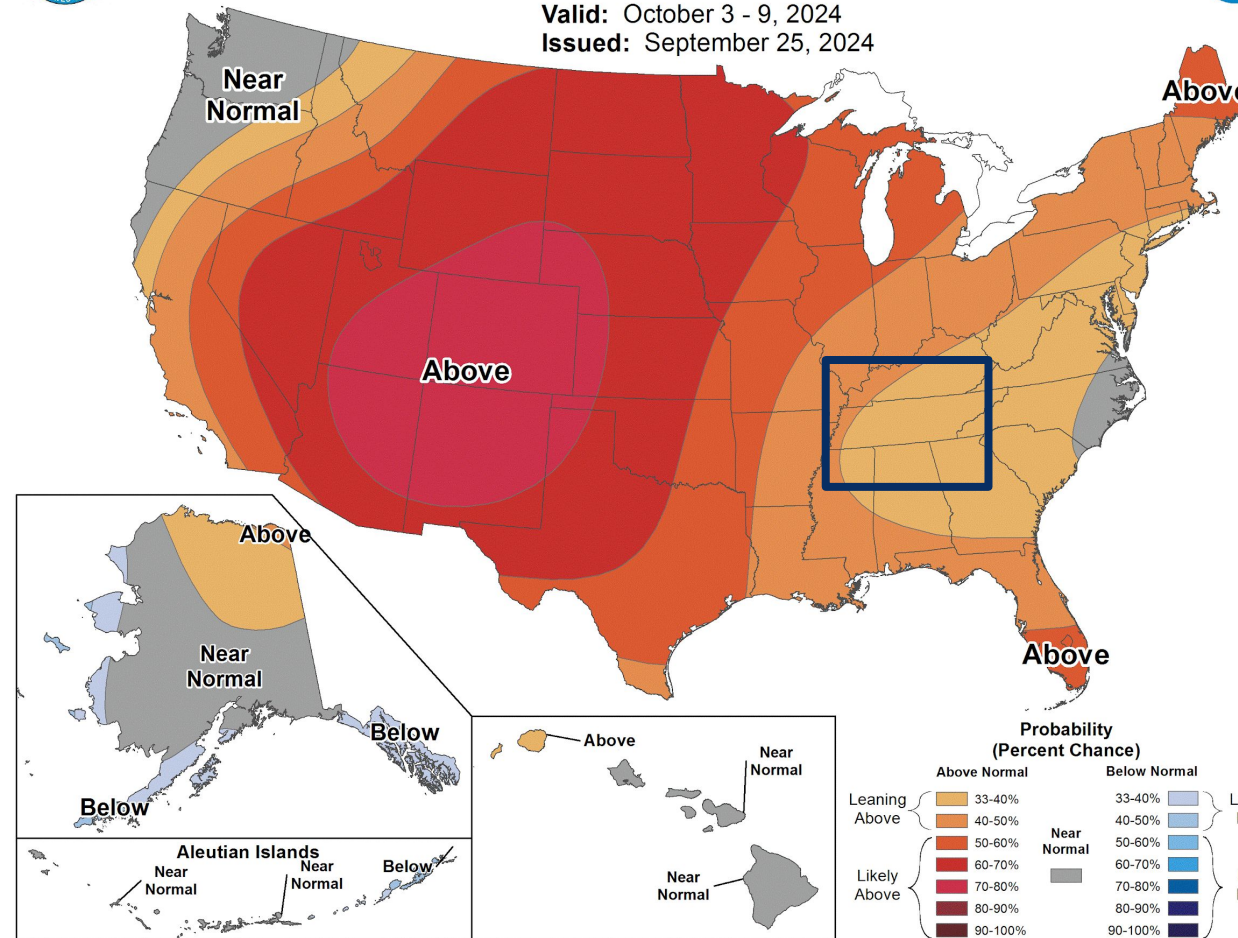 Valid: October 3 - 9, 2024
Issued: September 25, 2024
Near
Normal
Above
Above
Above
Above
Near
Normal
Below
Below
Aleutian Islands
Near
Normal
Near
Normal
Below
Above
Near
Normal
Near
Normal
Probability
(Percent Chance)
Above Normal
Below Normal
Leaning
Above
33-40%
40-50%
Likely
Above
50-60%
60-70%
70-80%
80-90%
90-100%
Near
Normal
33-40%
40-50%
50-60%
60-70%
70-80%
80-90%
90-100%